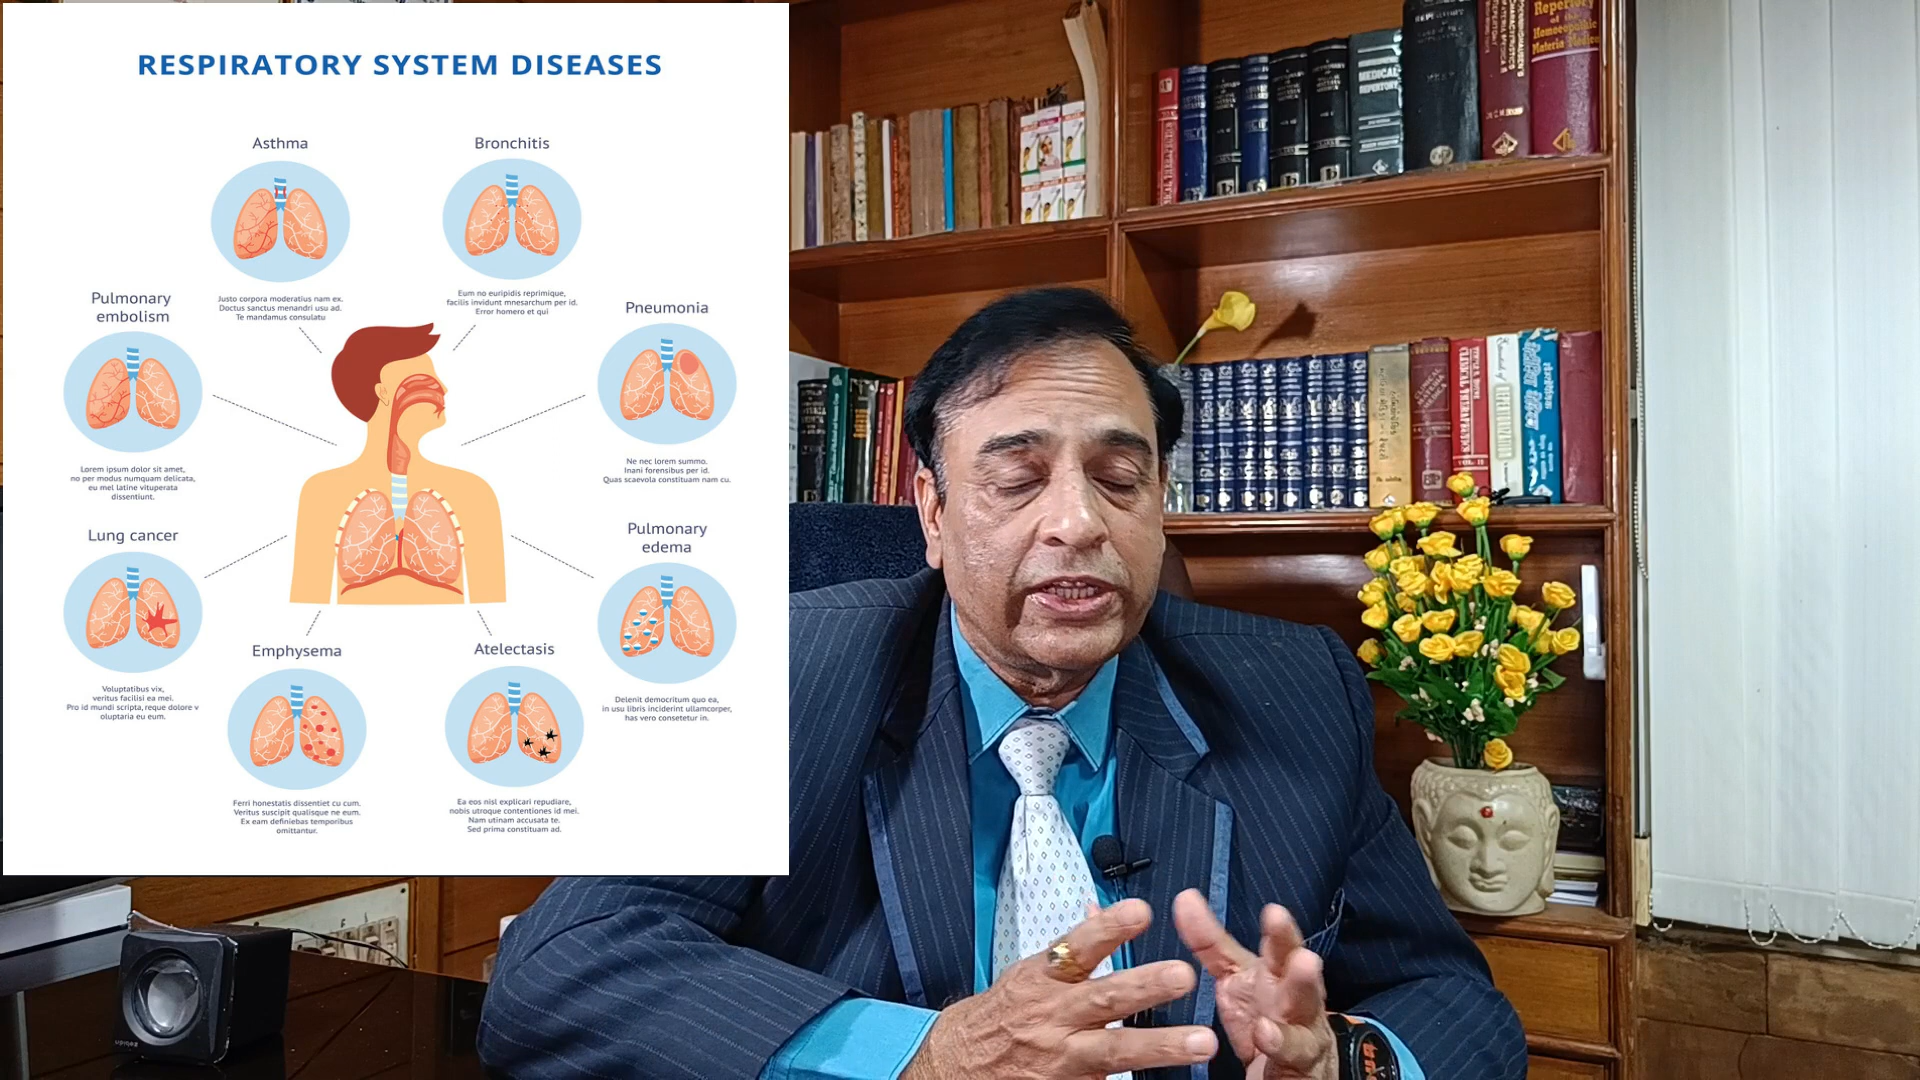 RESPIRATORY SYSTEM DISEASES
Asthma
Justo corpora moderatius nam ex.
Doctus sanctus menandri usu ad.
Te mandamus consulatu
Bronchitis
Eum no euripidis reprimique,
facilis invidunt mnesarchum per id.
Error homero et qui
Pulmonary
embolism
Lorem ipsum dolor sit amet,
no per modus numquam delicata,
eu mel latine vituperata
dissentiunt.
Pneumonia
Ne nec lorem summo.
Inani forensibus per id.
Quas scaevola constituam nam cu.
Lung cancer
Voluptatibus vix,
veritus facilisi ea mei.
Pro id mundi scripta, reque dolore v
oluptaria eu eum.
Pulmonary
edema
Delenit democritum quo ea,
in usu libris inciderint ullamcorper,
has vero consetetur in.
Emphysema
Ferri honestatis dissentiet cu cum.
Veritus suscipit qualisque ne eum.
Ex eam definiebas temporibus
omittantur.
Atelectasis
Ea eos nisl explicari repudiare,
nobis utroque contentiones id mei.
Nam utinam accusata te.
Sed prima constituam ad.
MEDICAL
REPERTORY
Repertory
of the
Homoeopathic
Materia Medica
CLINICAL THERAPEUTICS